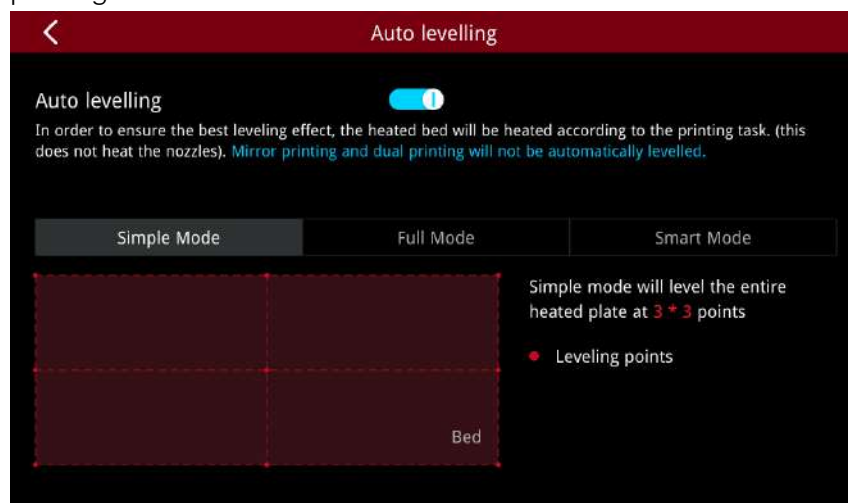 Auto levelling
Auto levelling
In order to ensure the best leveling effect, the heated bed will be heated according to the printing task. (this
does not heat the nozzles). Mirror printing and dual printing will not be automatically levelled.
Simple Mode
Full Mode
Smart Mode
Simple mode will level the entire
heated plate at 3 * 3 points
Leveling points
Bed